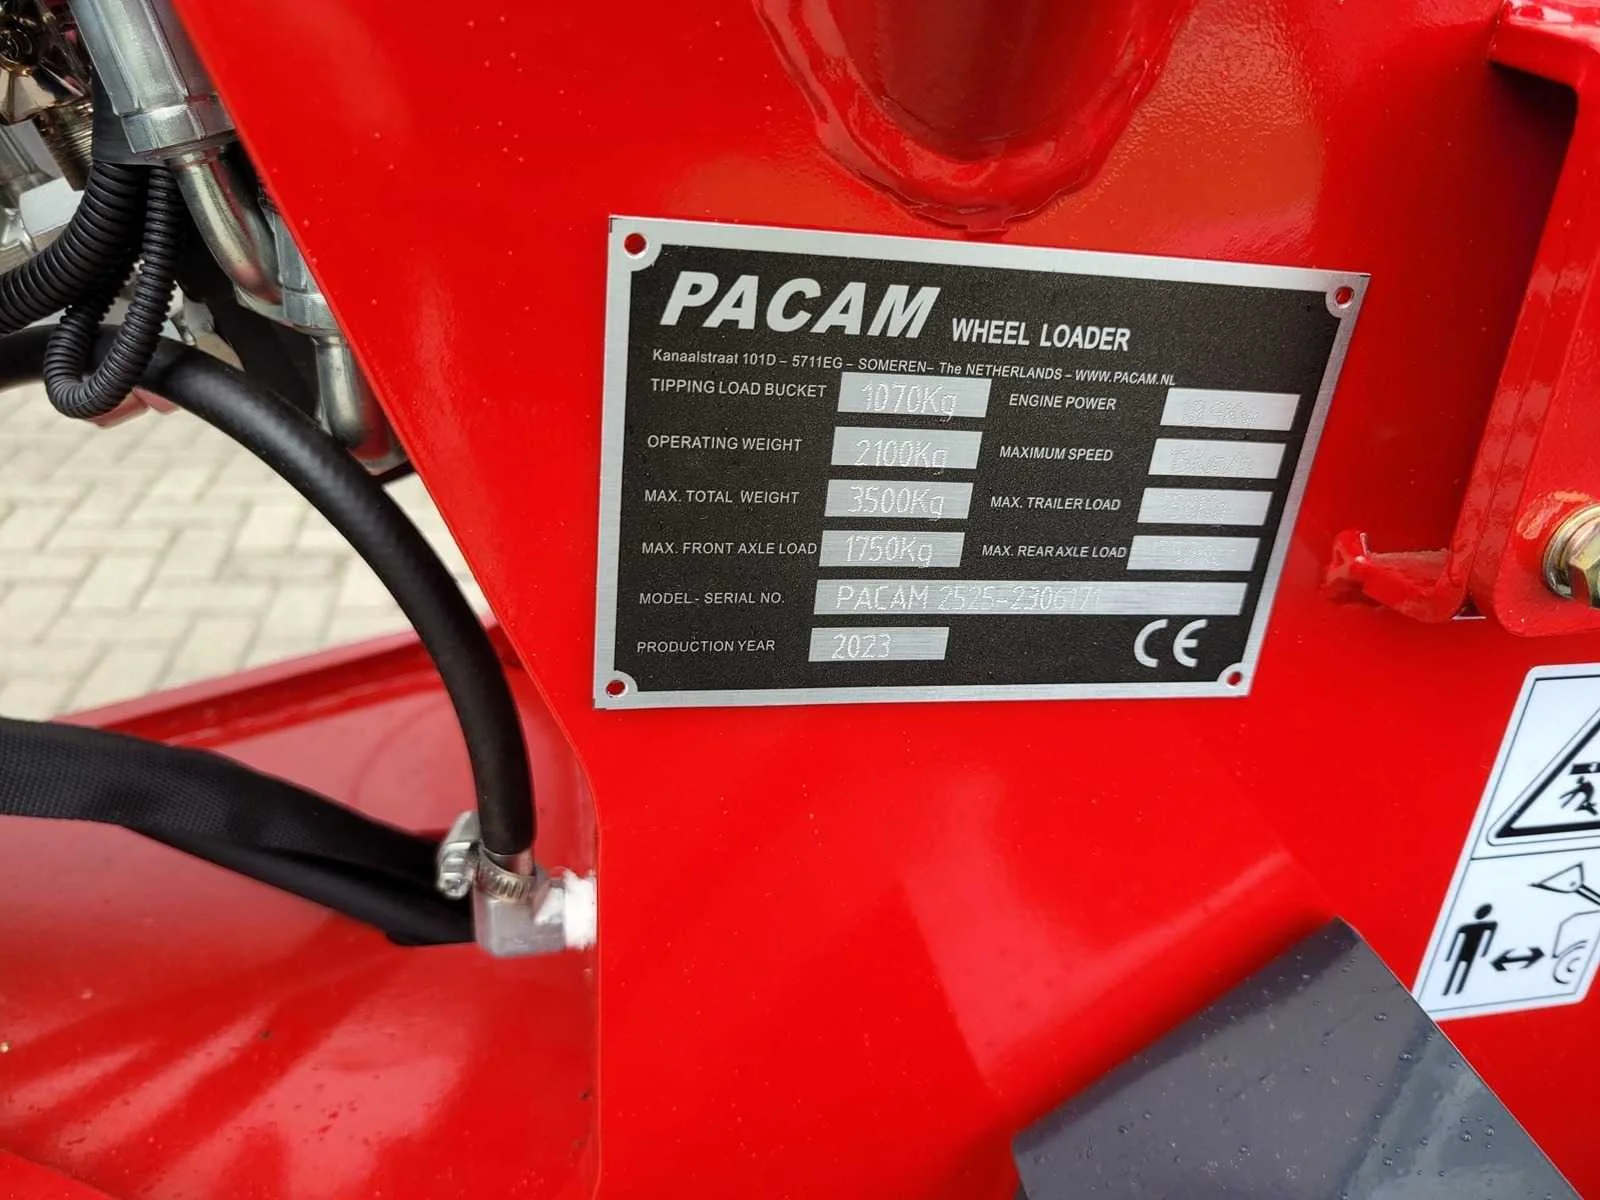 PACAM WHEEL LOADER
Kanaalstraat 101D – 5711EG – SOMEREN– The NETHERLANDS – WWW.PACAM.NL
TIPPING LOAD BUCKET 1070Kg ENGINE POWER
OPERATING WEIGHT 2100Kg MAXIMUM SPEED
MAX. TOTAL WEIGHT 3500Kg MAX. TRAILER LOAD
MAX. FRONT AXLE LOAD 1750Kg MAX. REAR AXLE LOAD
MODEL - SERIAL NO. PACAM 2525-2306171
PRODUCTION YEAR 2023 CE